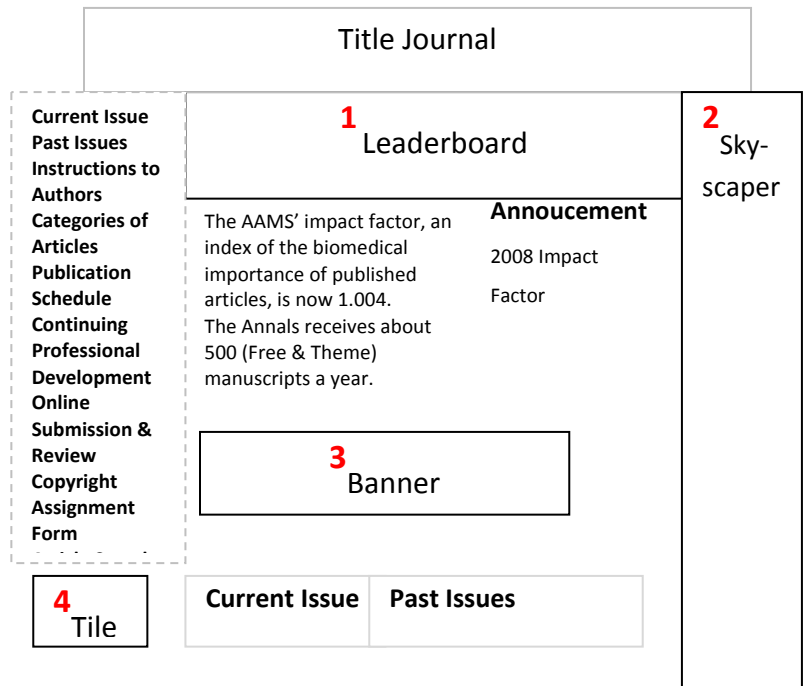 Title Journal
1
Leaderboard
2
Sky-
scaper
Current Issue
Past Issues
Instructions to
Authors
Categories of
Articles
Publication
Schedule
Continuing
Professional
Development
Online
Submission &
Review
Copyright
Assignment
Form
The AAMS’ impact factor, an
index of the biomedical
importance of published
articles, is now 1.004.
The Annals receives about
500 (Free & Theme)
manuscripts a year.
Annoucement
2008 Impact
Factor
3
Banner
4
Tile
Current Issue
Past Issues